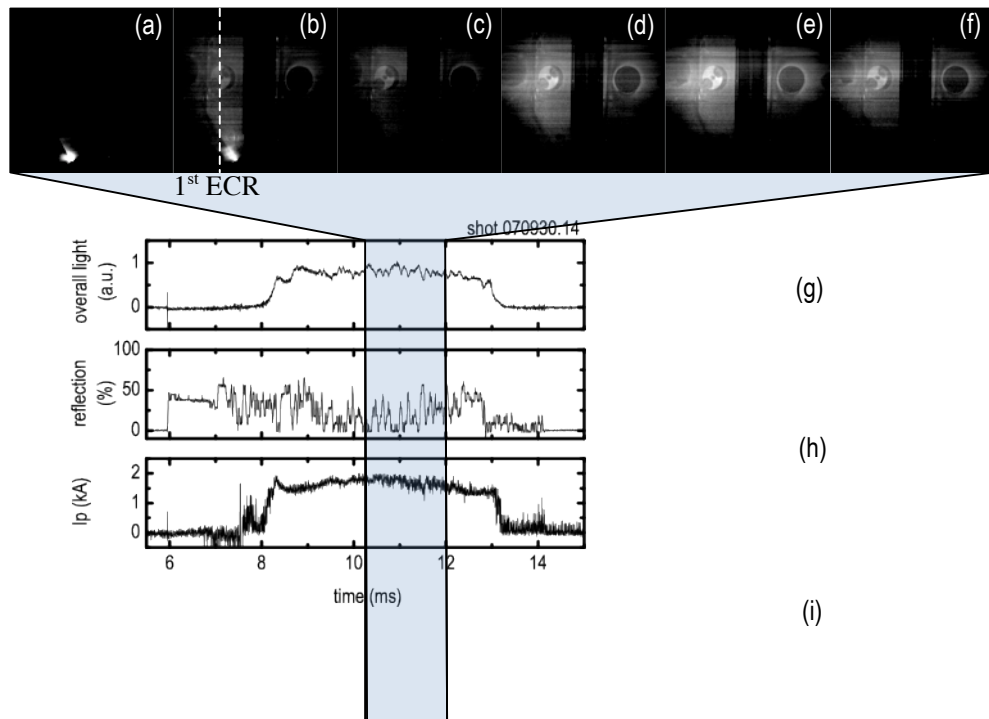 (a) (b) (c) (d) (e) (f)
1st ECR
shot 070930.14
overall light
(a.u.)
1
0
(g)
reflection
(%)
100
50
0
(h)
Ip (kA)
2
1
0
6 8 10 12 14
time (ms)
(i)